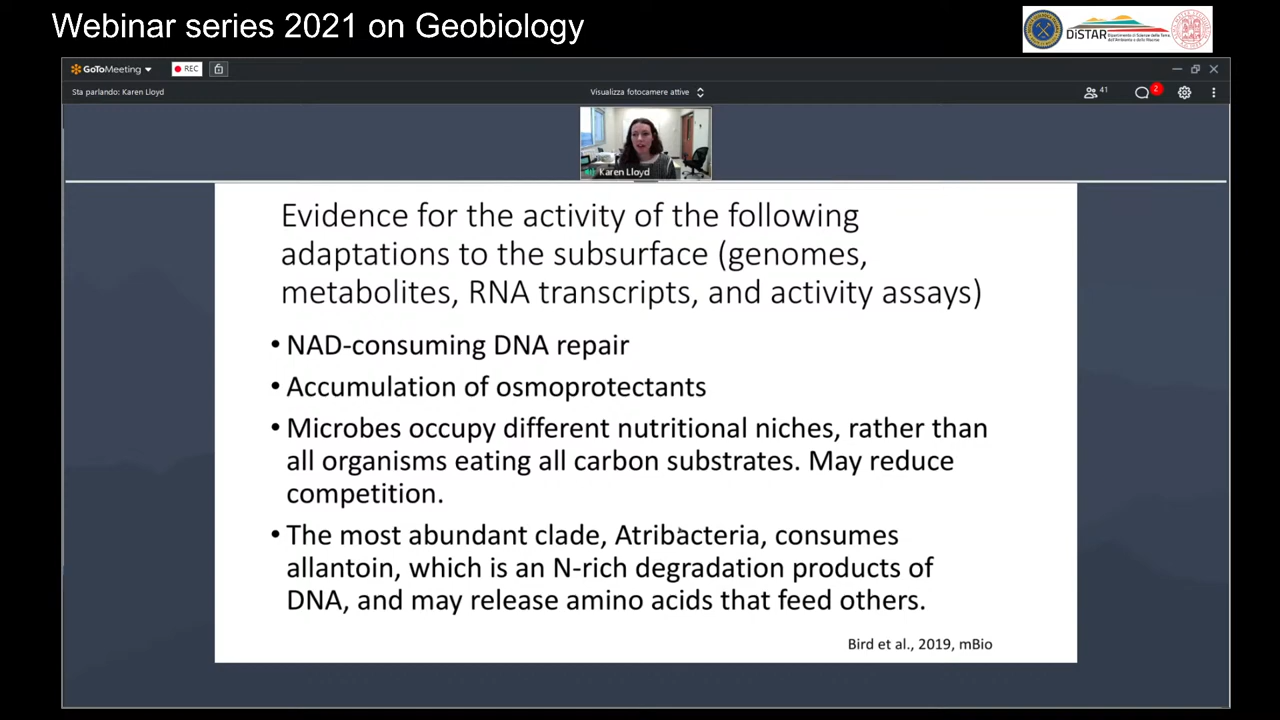 Webinar series 2021 on Geobiology
DiSTAR
GoToMeeting
REC
Sta parlando: Karen Lloyd
Visualizza fotocamere attive
41
2
Karen Lloyd
Evidence for the activity of the following
adaptations to the subsurface (genomes,
metabolites, RNA transcripts, and activity assays)
• NAD-consuming DNA repair
• Accumulation of osmoprotectants
• Microbes occupy different nutritional niches, rather than
all organisms eating all carbon substrates. May reduce
competition.
• The most abundant clade, Atribacteria, consumes
allantoin, which is an N-rich degradation products of
DNA, and may release amino acids that feed others.
Bird et al., 2019, mBio